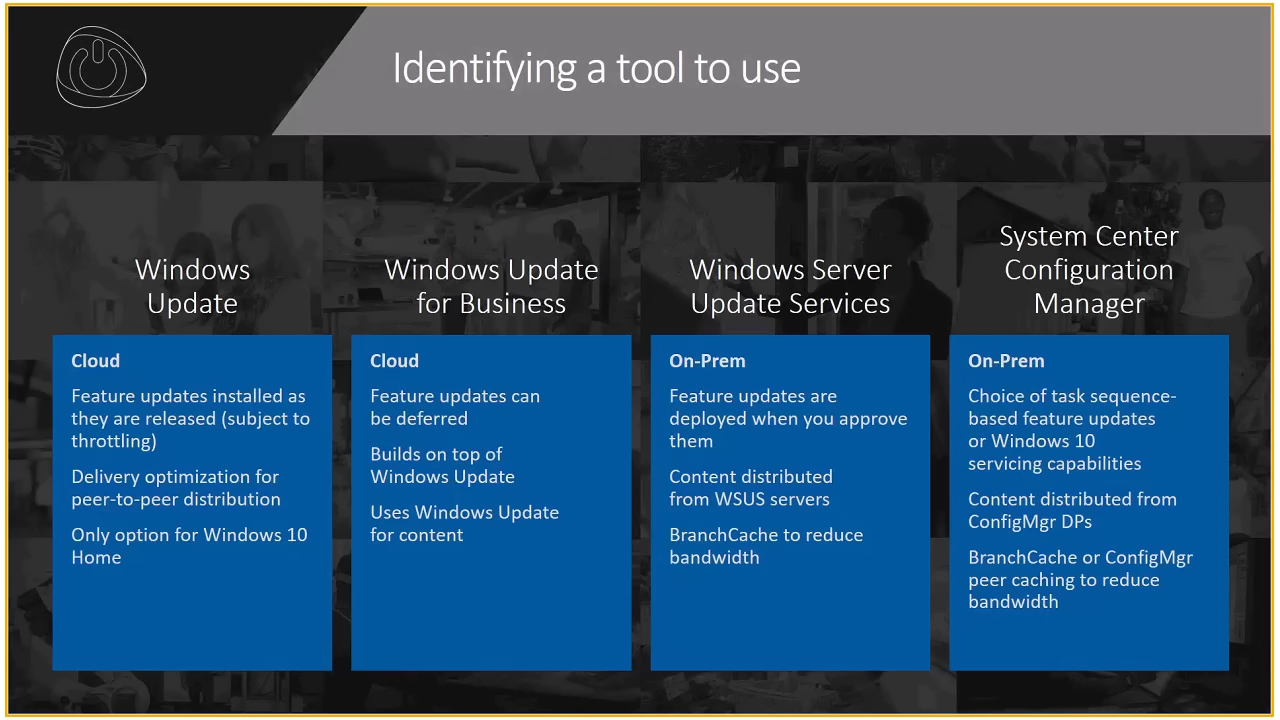 Identifying a tool to use
Windows
Update
Cloud
Feature updates installed as
they are released (subject to
throttling)
Delivery optimization for
peer-to-peer distribution
Only option for Windows 10
Home
Windows Update
for Business
Cloud
Feature updates can
be deferred
Builds on top of
Windows Update
Uses Windows Update
for content
Windows Server
Update Services
On-Prem
Feature updates are
deployed when you approve
them
Content distributed
from WSUS servers
BranchCache to reduce
bandwidth
System Center
Configuration
Manager
On-Prem
Choice of task sequence-
based feature updates
or Windows 10
servicing capabilities
Content distributed from
ConfigMgr DPs
BranchCache or ConfigMgr
peer caching to reduce
bandwidth